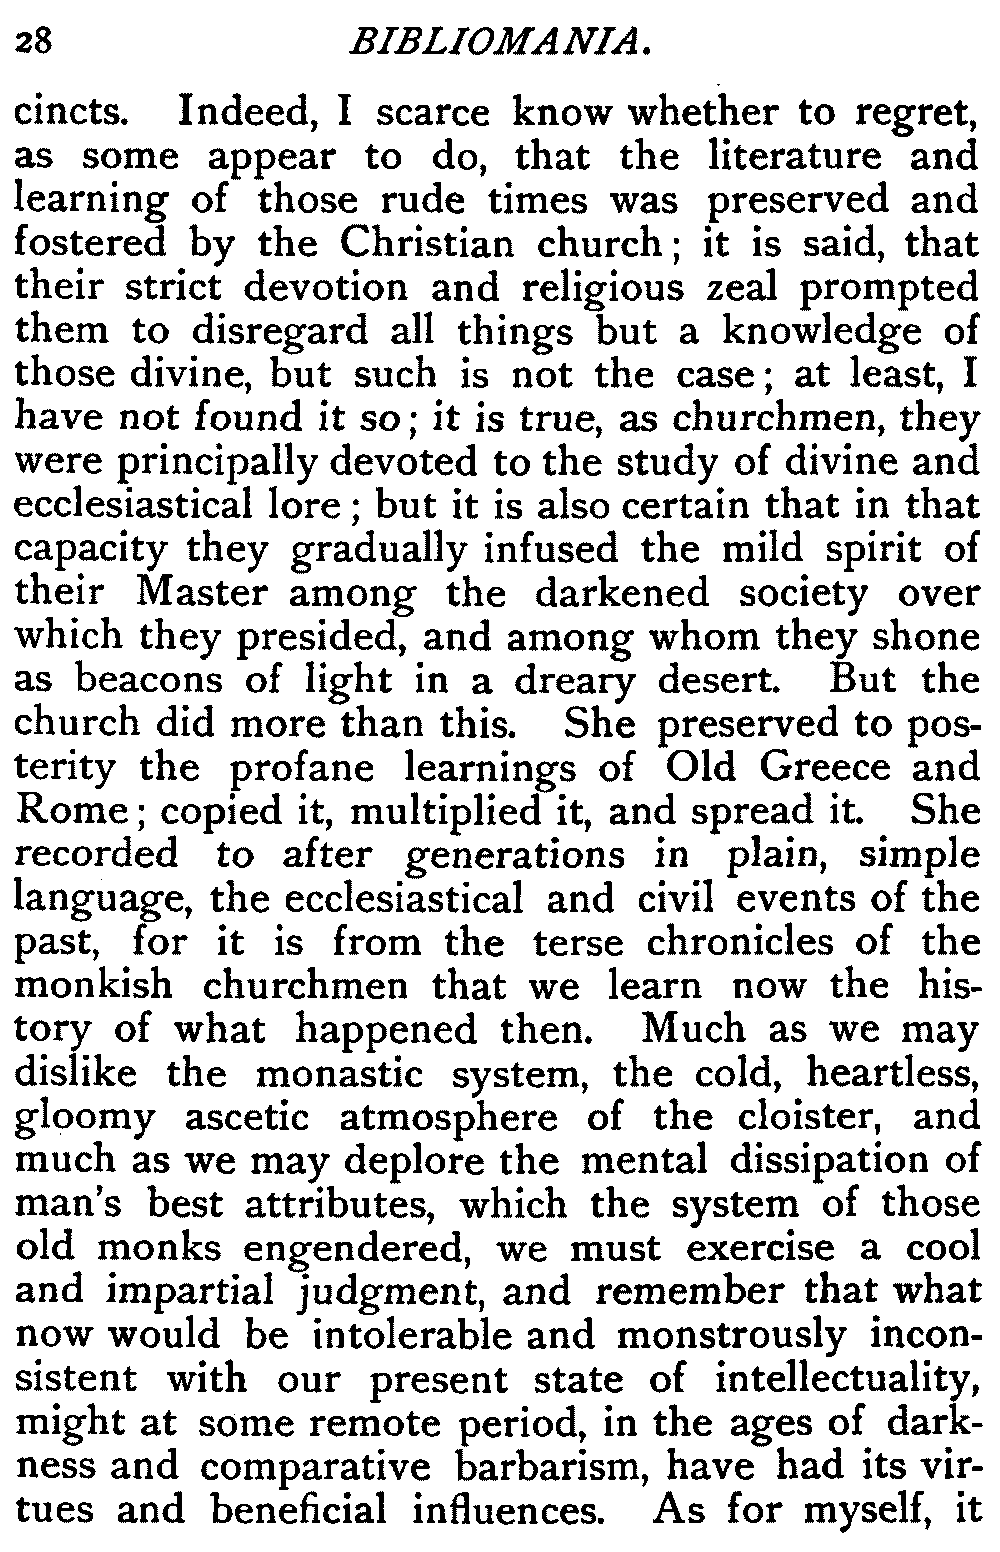 28 BIBLIOMANIA.
cincts. Indeed, I scarce know whether to regret,
as some appear to do, that the literature and
learning of those rude times was preserved and
fostered by the Christian church ; it is said, that
their strict devotion and religious zeal prompted
them to disregard all things but a knowledge of
those divine, but such is not the case ; at least, I
have not found it so ; it is true, as churchmen, they
were principally devoted to the study of divine and
ecclesiastical lore ; but it is also certain that in that
capacity they gradually infused the mild spirit of
their Master among the darkened society over
which they presided, and among whom they shone
as beacons of light in a dreary desert. But the
church did more than this. She preserved to pos-
terity the profane learnings of Old Greece and
Rome ; copied it, multiplied it, and spread it. She
recorded to after generations in plain, simple
language, the ecclesiastical and civil events of the
past, for it is from the terse chronicles of the
monkish churchmen that we learn now the his-
tory of what happened then. Much as we may
dislike the monastic system, the cold, heartless,
gloomy ascetic atmosphere of the cloister, and
much as we may deplore the mental dissipation of
man's best attributes, which the system of those
old monks engendered, we must exercise a cool
and impartial judgment, and remember that what
now would be intolerable and monstrously incon-
sistent with our present state of intellectuality,
might at some remote period, in the ages of dark-
ness and comparative barbarism, have had its vir-
tues and beneficial influences. As for myself, it